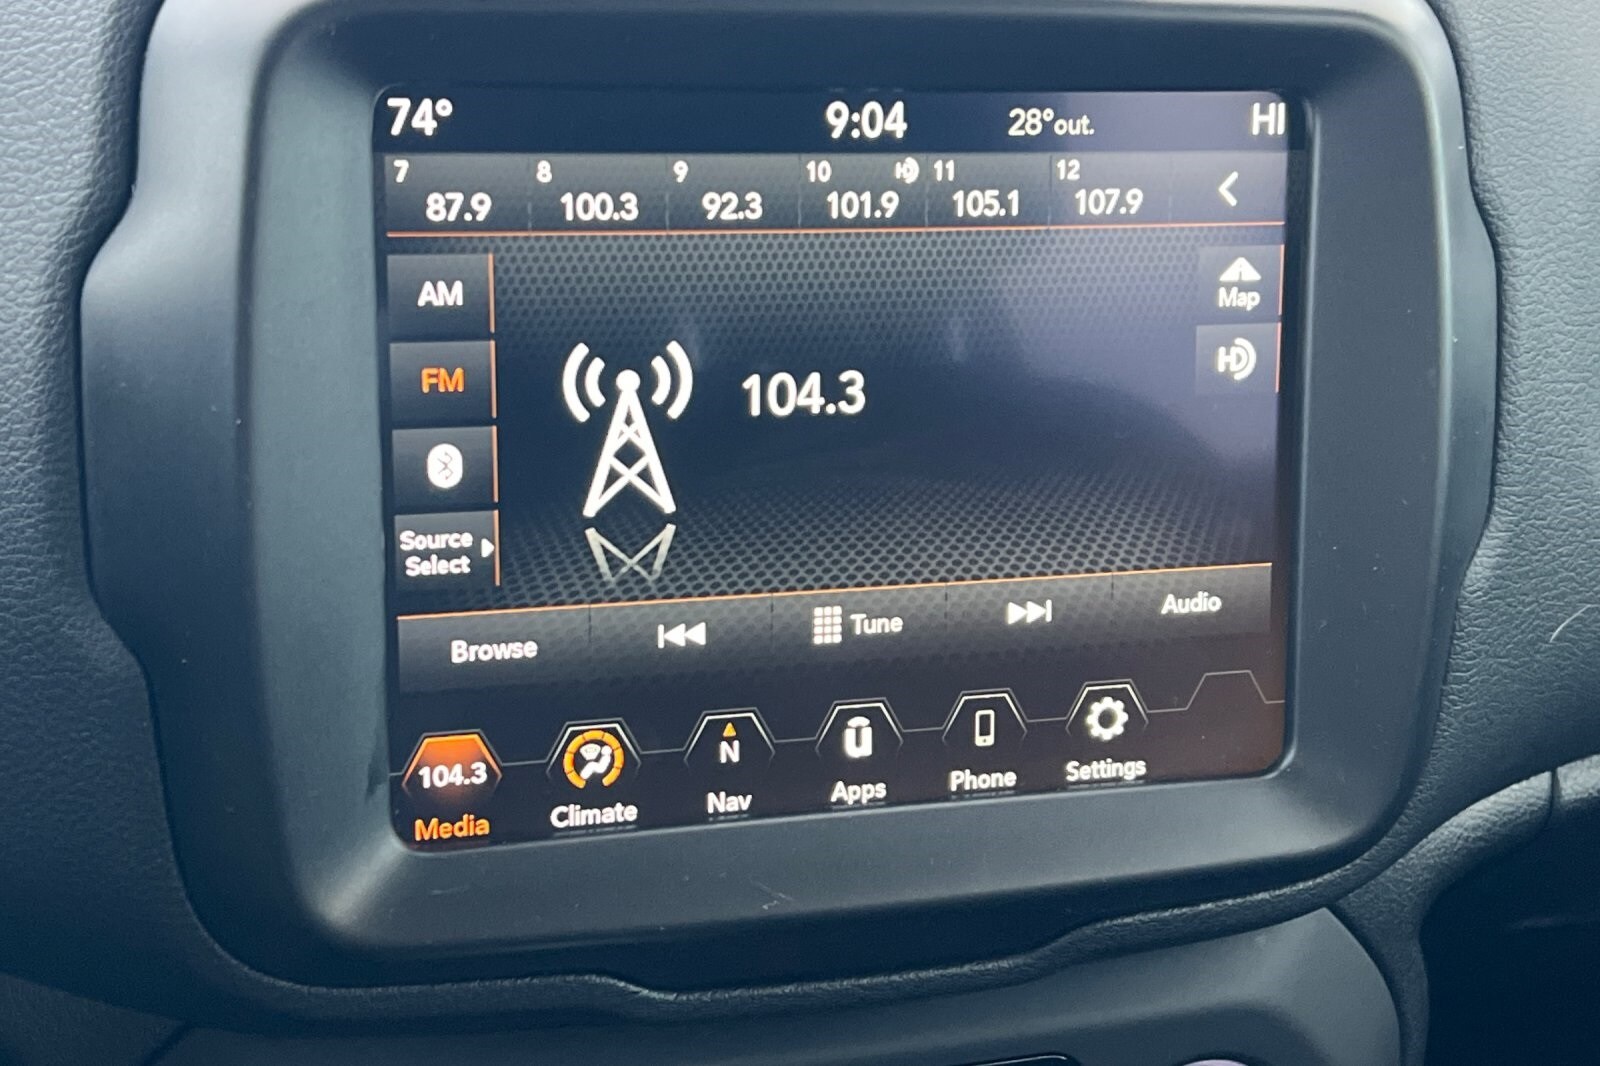 74° 9:04 28° out. HI
7 8 9 10 HD 11 12
87.9 100.3 92.3 101.9 105.1 107.9
AM
Map
FM
HD
104.3
Source
Select
Browse Tune Audio
104.3 N u
Media Climate Nav Apps Phone Settings